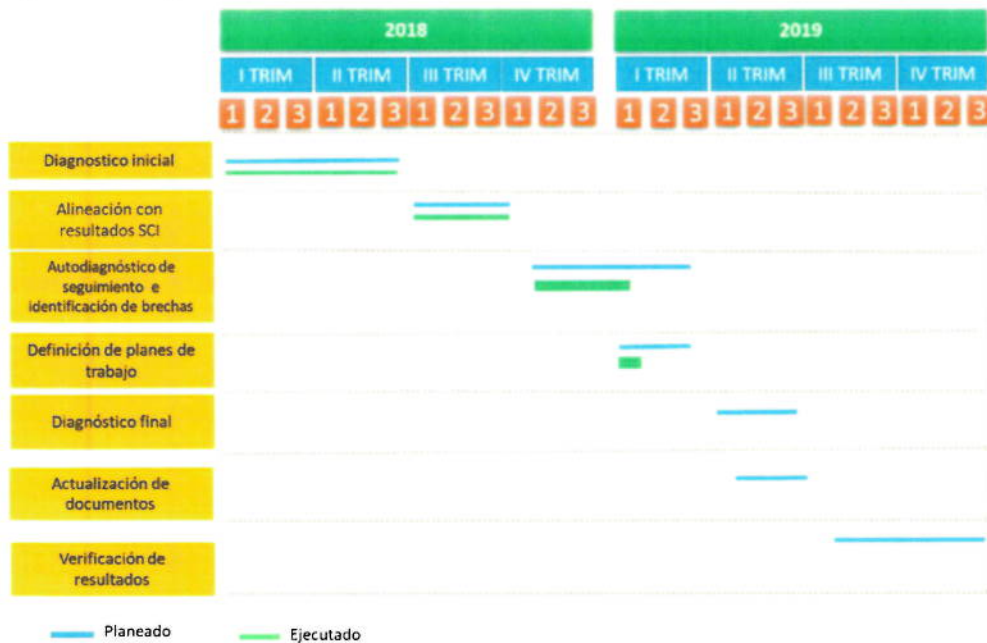 2018 2019
I TRIM II TRIM III TRIM IV TRIM I TRIM II TRIM III TRIM IV TRIM
1 2 3 1 2 3 1 2 3 1 2 3 1 2 3 1 2 3 1 2 3 1 2 3
Diagnostico inicial
Alineación con
resultados SCI
Autodiagnóstico de
seguimiento e
identificación de brechas
Definición de planes de
trabajo
Diagnóstico final
Actualización de
documentos
Verificación de
resultados
Planeado Ejecutado